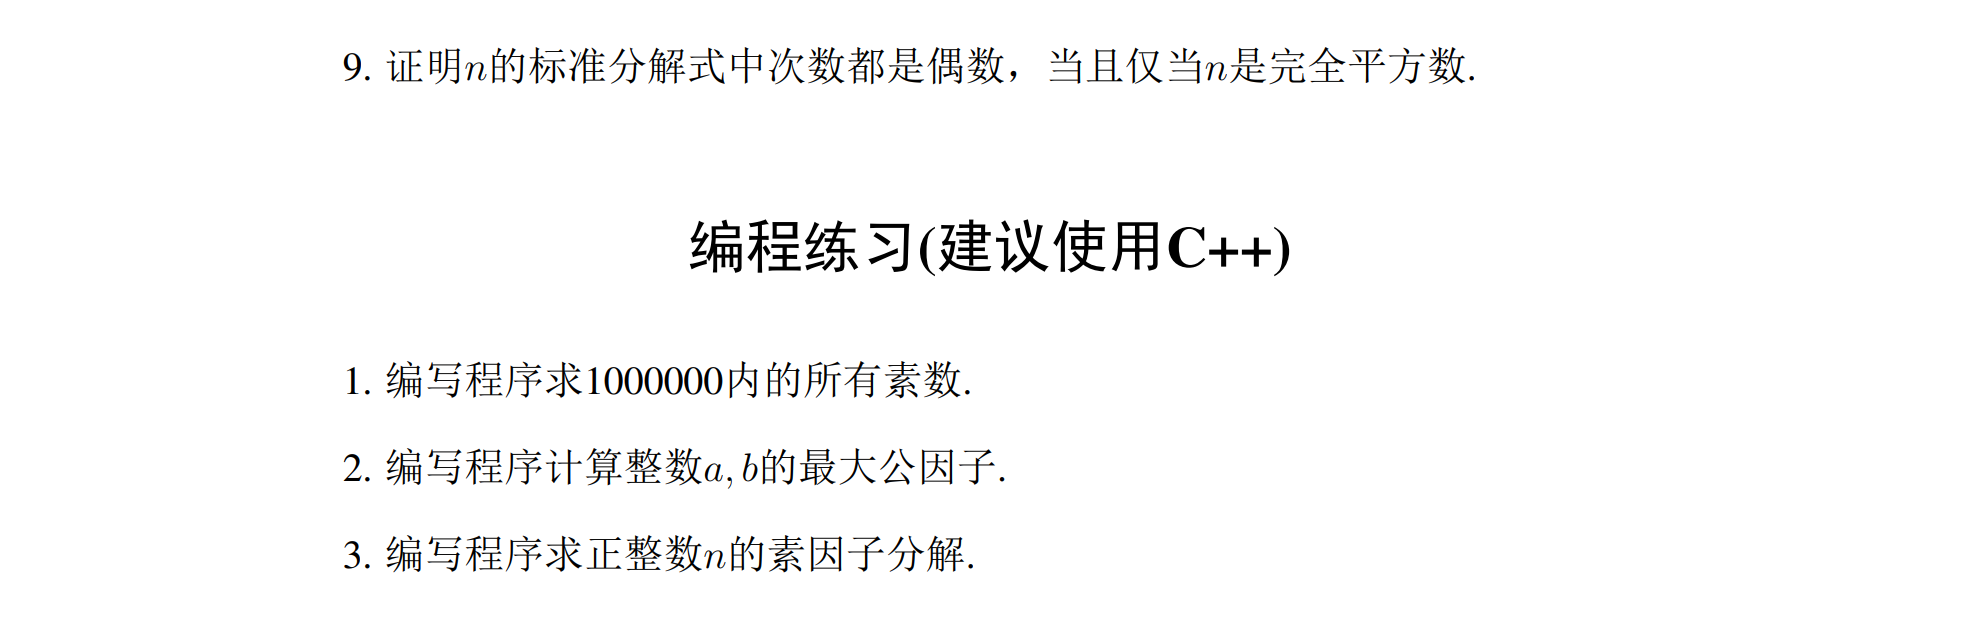 9. 证明n的标准分解式中次数都是偶数，当且仅当n是完全平方数.
编程练习(建议使用C++)
1. 编写程序求1000000内的所有素数.
2. 编写程序计算整数a, b的最大公因子.
3. 编写程序求正整数n的素因子分解.